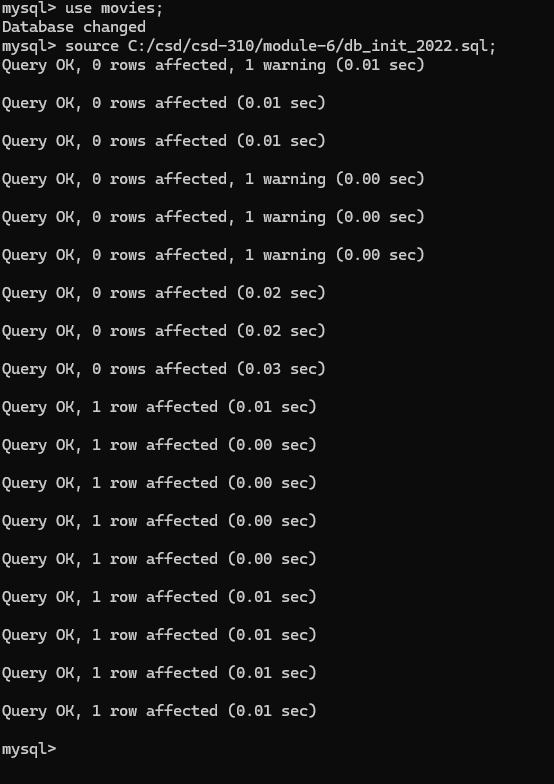 mysql> use movies;
Database changed
mysql> source C:/csd/csd-310/module-6/db_init_2022.sql;
Query OK, 0 rows affected, 1 warning (0.01 sec)
Query OK, 0 rows affected (0.01 sec)
Query OK, 0 rows affected (0.01 sec)
Query OK, 0 rows affected, 1 warning (0.00 sec)
Query OK, 0 rows affected, 1 warning (0.00 sec)
Query OK, 0 rows affected, 1 warning (0.00 sec)
Query OK, 0 rows affected (0.02 sec)
Query OK, 0 rows affected (0.02 sec)
Query OK, 0 rows affected (0.03 sec)
Query OK, 1 row affected (0.01 sec)
Query OK, 1 row affected (0.00 sec)
Query OK, 1 row affected (0.00 sec)
Query OK, 1 row affected (0.00 sec)
Query OK, 1 row affected (0.00 sec)
Query OK, 1 row affected (0.01 sec)
Query OK, 1 row affected (0.01 sec)
Query OK, 1 row affected (0.01 sec)
Query OK, 1 row affected (0.01 sec)
mysql>